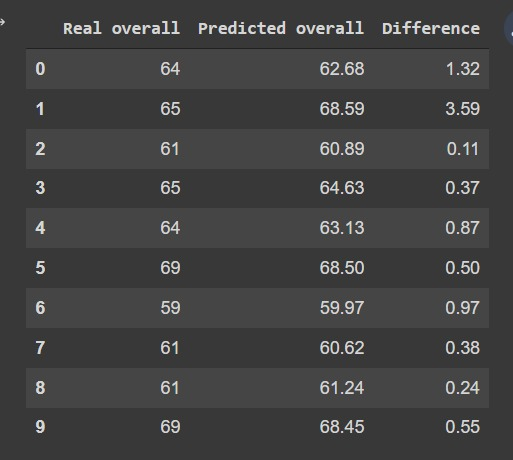 Real overall Predicted overall Difference
0 64 62.68 1.32
1 65 68.59 3.59
2 61 60.89 0.11
3 65 64.63 0.37
4 64 63.13 0.87
5 69 68.50 0.50
6 59 59.97 0.97
7 61 60.62 0.38
8 61 61.24 0.24
9 69 68.45 0.55